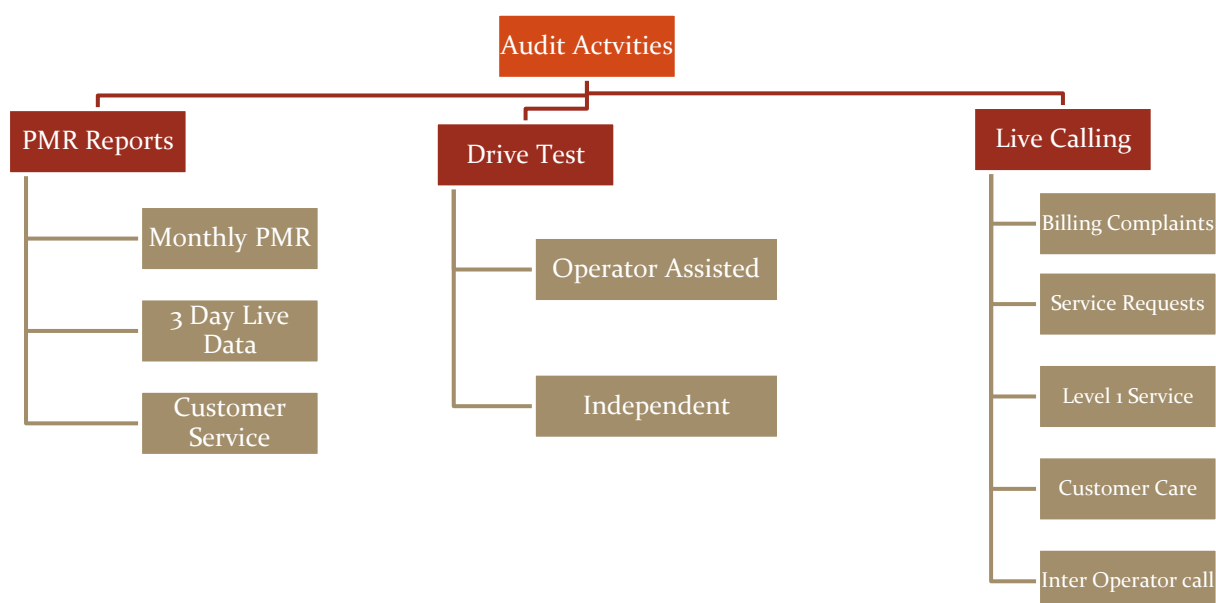 Audit Actvities
PMR Reports
Monthly PMR
3 Day Live
Data
Customer
Service
Drive Test
Operator Assisted
Independent
Live Calling
Billing Complaints
Service Requests
Level 1 Service
Customer Care
Inter Operator call